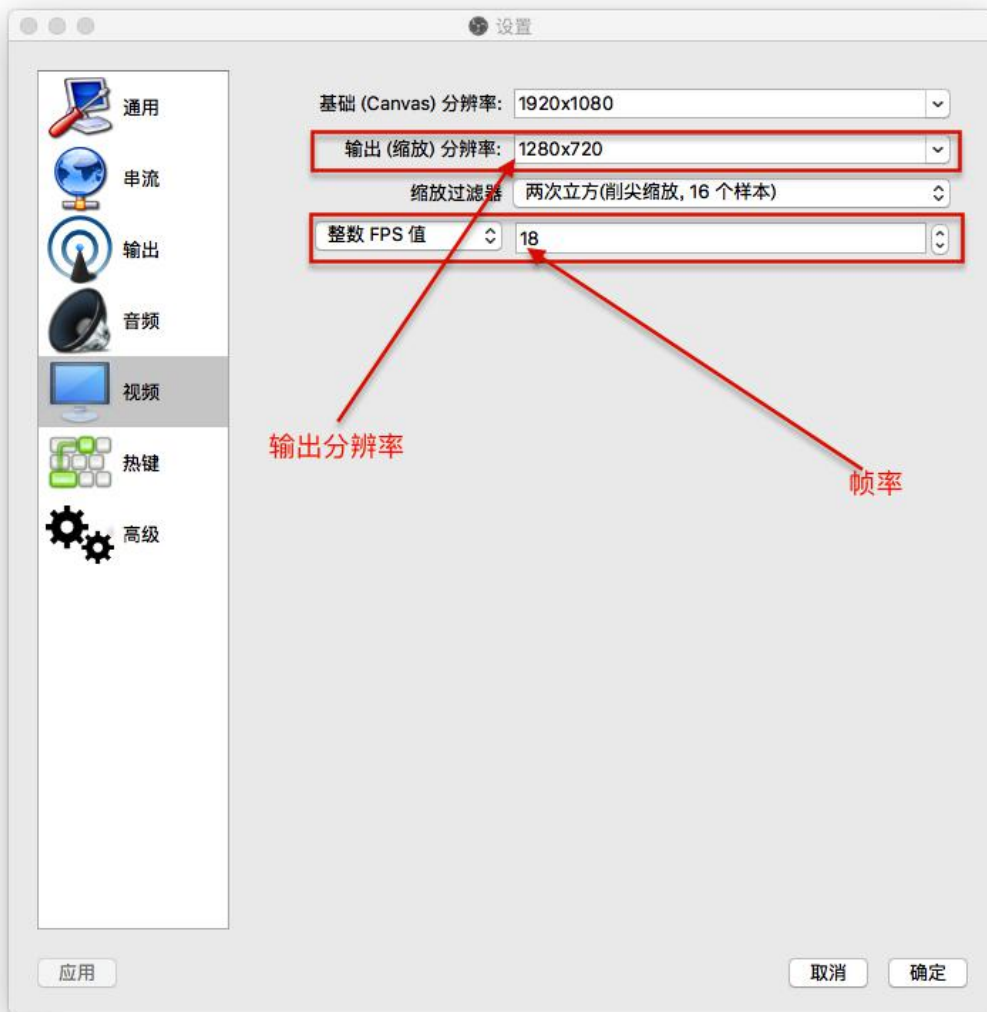 设置
通用
串流
输出
音频
视频
热键
高级
基础 (Canvas) 分辨率: 1920x1080
输出 (缩放) 分辨率: 1280x720
缩放过滤器 两次立方(削尖缩放, 16 个样本)
整数 FPS 值 18
输出分辨率
帧率
应用 取消 确定